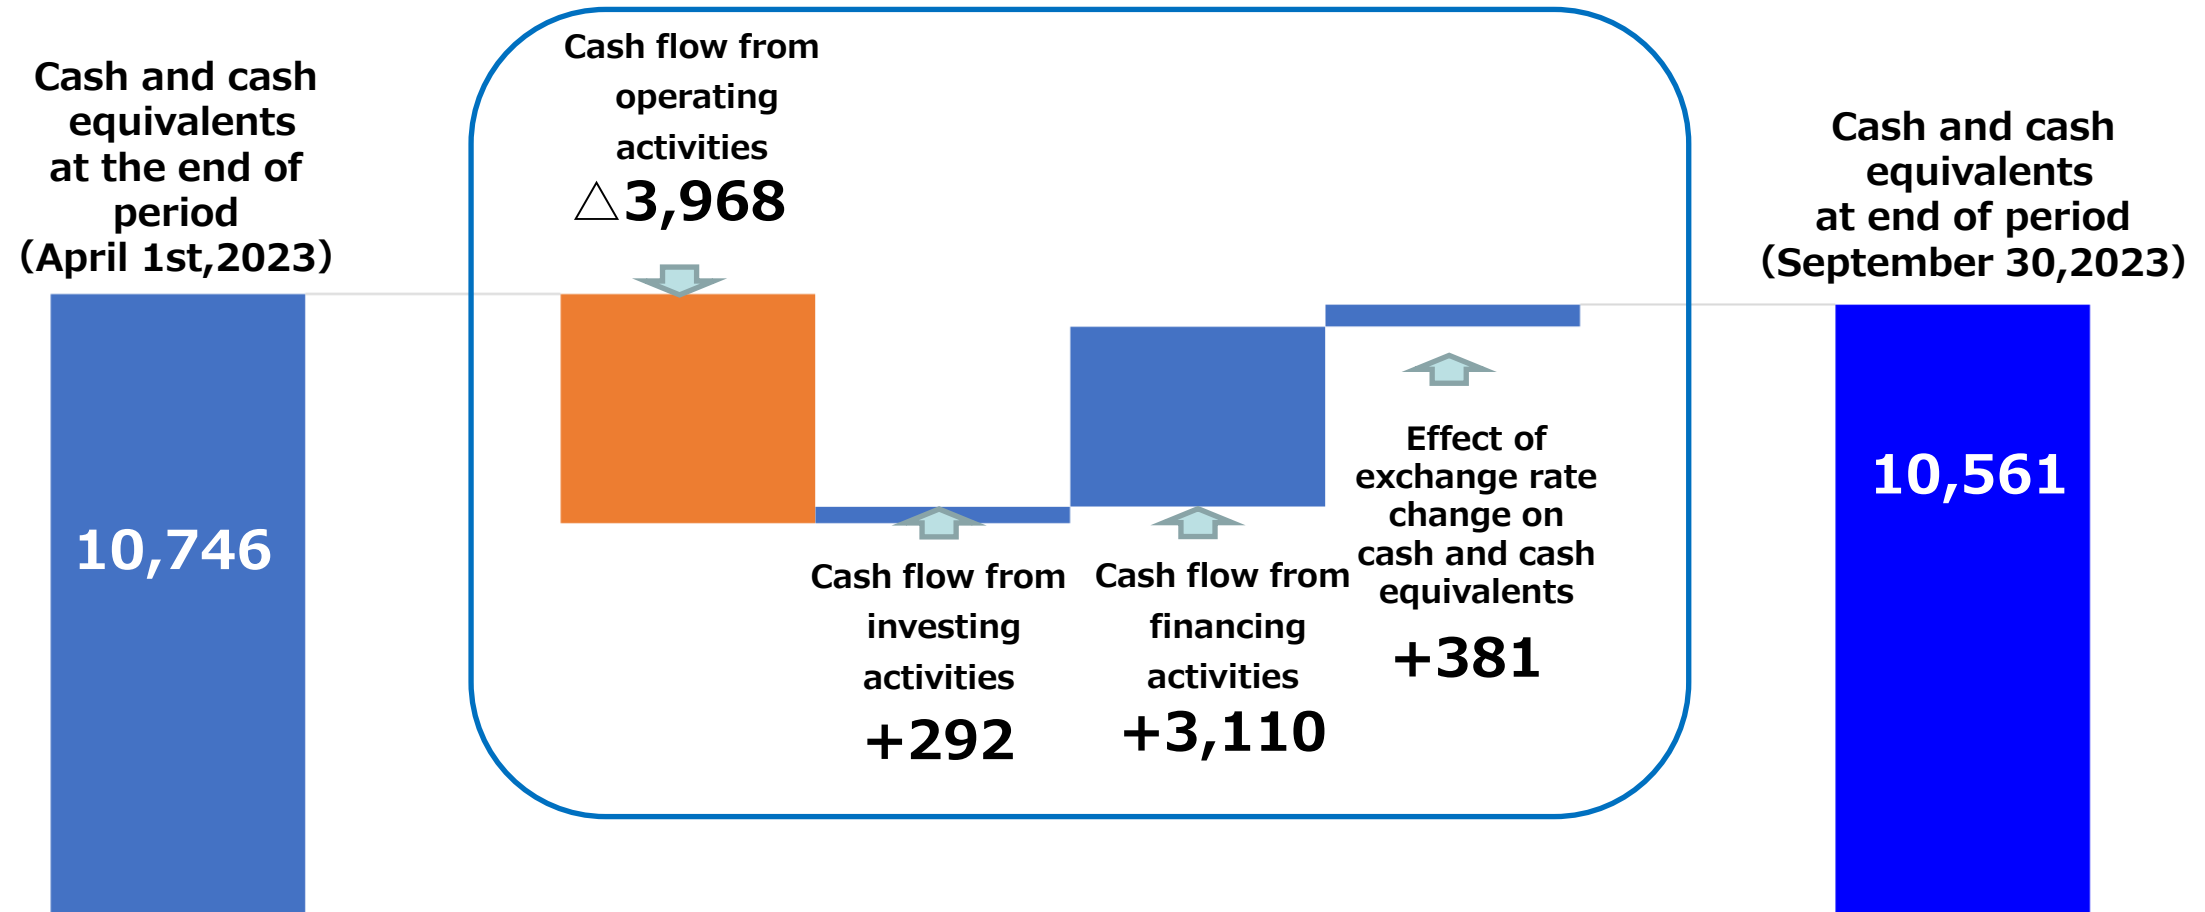 Cash and cash
equivalents
at the end of
period
（April 1st,2023）
10,746
Cash flow from
operating
activities
△3,968
Cash flow from
investing
activities
+292
Cash flow from
financing
activities
+3,110
Effect of
exchange rate
change on
cash and cash
equivalents
+381
Cash and cash
equivalents
at end of period
（September 30,2023）
10,561